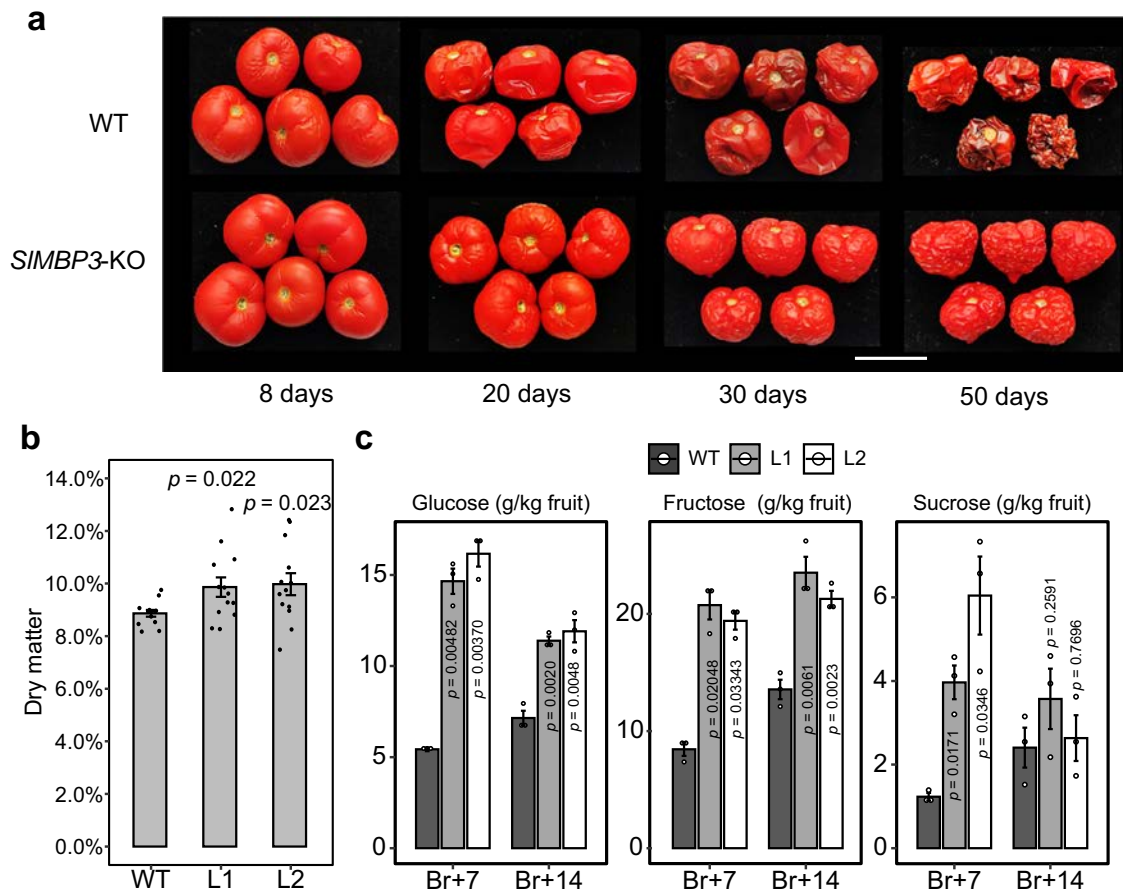 a
WT
SlMBP3-KO
8 days 20 days 30 days 50 days
b
Dry matter
14.0%
12.0%
10.0%
8.0%
6.0%
4.0%
2.0%
0.0%
p = 0.022
p = 0.023
WT L1 L2
c
WT L1 L2
Glucose (g/kg fruit)
15
10
5
0
p = 0.00482
p = 0.00370
p = 0.0020
p = 0.0048
Br+7 Br+14
Fructose (g/kg fruit)
20
10
0
p = 0.02048
p = 0.03343
p = 0.0061
p = 0.0023
Br+7 Br+14
Sucrose (g/kg fruit)
6
4
2
0
p = 0.0171
p = 0.0346
p = 0.2591
p = 0.7696
Br+7 Br+14